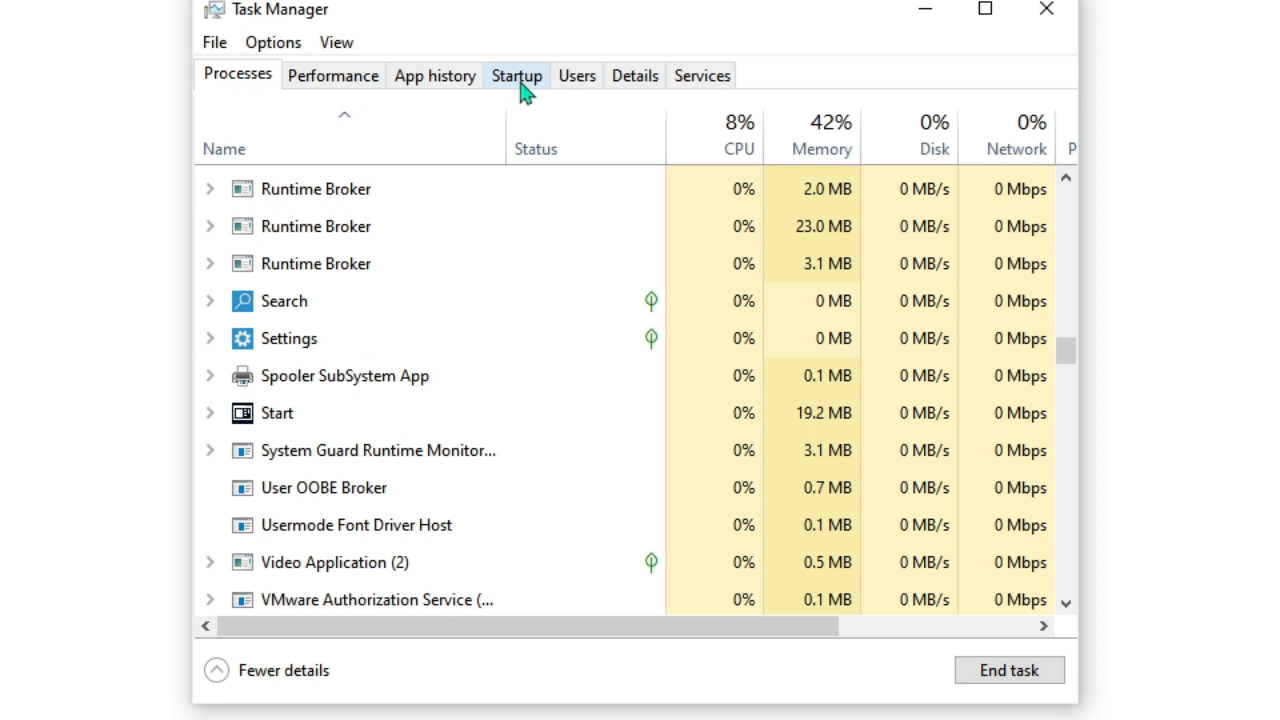 Task Manager
File Options View
Processes Performance App history Startup Users Details Services
8% 42% 0% 0%
Name Status CPU Memory Disk Network P
Runtime Broker 0% 2.0 MB 0 MB/s 0 Mbps
Runtime Broker 0% 23.0 MB 0 MB/s 0 Mbps
Runtime Broker 0% 3.1 MB 0 MB/s 0 Mbps
Search 0% 0 MB 0 MB/s 0 Mbps
Settings 0% 0 MB 0 MB/s 0 Mbps
Spooler SubSystem App 0% 0.1 MB 0 MB/s 0 Mbps
Start 0% 19.2 MB 0 MB/s 0 Mbps
System Guard Runtime Monitor... 0% 3.1 MB 0 MB/s 0 Mbps
User OOBE Broker 0% 0.7 MB 0 MB/s 0 Mbps
Usermode Font Driver Host 0% 0.1 MB 0 MB/s 0 Mbps
Video Application (2) 0% 0.5 MB 0 MB/s 0 Mbps
VMware Authorization Service (... 0% 0.1 MB 0 MB/s 0 Mbps
Fewer details End task